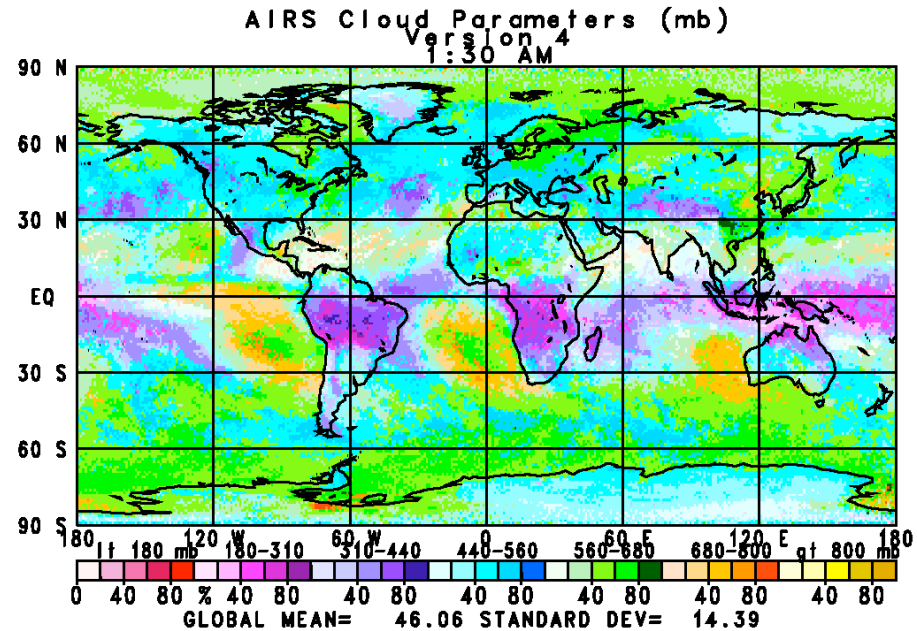 AIRS Cloud Parameters (mb)
Version 4
1:30 AM
90 N
60 N
30 N
EQ
30 S
60 S
90 S
180 120 W 60 W 0 60 E 120 E 180
lt 180 mb 180-310 310-440 440-560 560-680 680-800 gt 800 mb
0 40 80 % 40 80 40 80 40 80 40 80 40 80 40 80
GLOBAL MEAN= 46.06 STANDARD DEV= 14.39